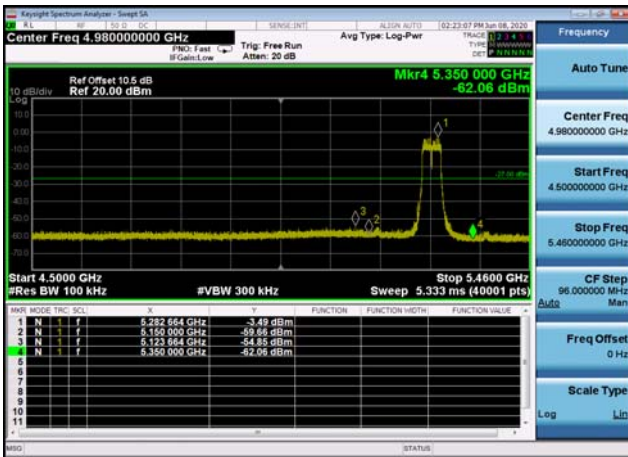 Keysight Spectrum Analyzer - Swept SA
RL RF 50 Ω DC SENSE:INT ALIGN AUTO 02:23:07 PM Jun 08, 2020
Center Freq 4.980000000 GHz
PNO: Fast
IFGain:Low
Trig: Free Run
Atten: 20 dB
Avg Type: Log-Pwr
TRACE 1 2 3 4 5 6
TYPE
DET P N N N N N
Ref Offset 10.5 dB
Ref 20.00 dBm
10 dB/div
Log
Mkr4 5.350 000 GHz
-62.06 dBm
10.0
0.00
-20.0
-30.0
-60.0
-70.0
-27.00 dBm
1
2
3
4
Start 4.5000 GHz
Stop 5.4600 GHz
#Res BW 100 kHz
#VBW 300 kHz
Sweep 5.333 ms (40001 pts)
MKR MODE TRC SCL X Y FUNCTION FUNCTION WIDTH FUNCTION VALUE
1 N 1 f 5.282 664 GHz -3.49 dBm
2 N 1 f 5.150 000 GHz -59.66 dBm
3 N 1 f 5.123 664 GHz -54.85 dBm
4 N 1 f 5.350 000 GHz -62.06 dBm
5
6
7
8
9
10
11
MSG
STATUS
Frequency
Auto Tune
Center Freq
4.980000000 GHz
Start Freq
4.500000000 GHz
Stop Freq
5.460000000 GHz
CF Step
96.000000 MHz
Auto Man
Freq Offset
0 Hz
Scale Type
Log Lin